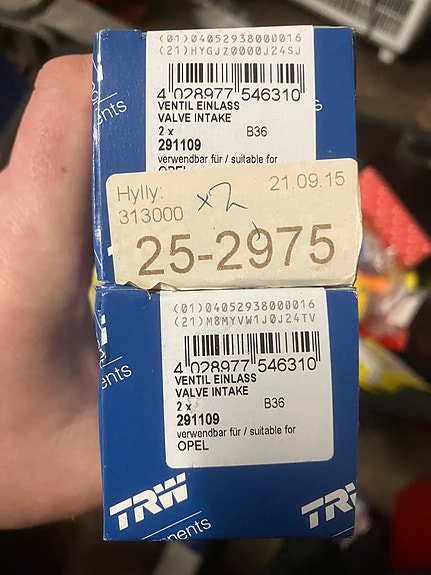 (01)04052938000016
(21)HYGJZ0000J24SJ
4 028977 546310
VENTIL EINLASS
VALVE INTAKE
2 x B36
291109
verwendbar für / suitable for
OPEL
Hylly: 21.09.15
313000 x2
25-2975
(01)04052938000016
(21)M8MYVW1J0J24TV
4 028977 546310
VENTIL EINLASS
VALVE INTAKE
2 x B36
291109
verwendbar für / suitable for
OPEL
TRW